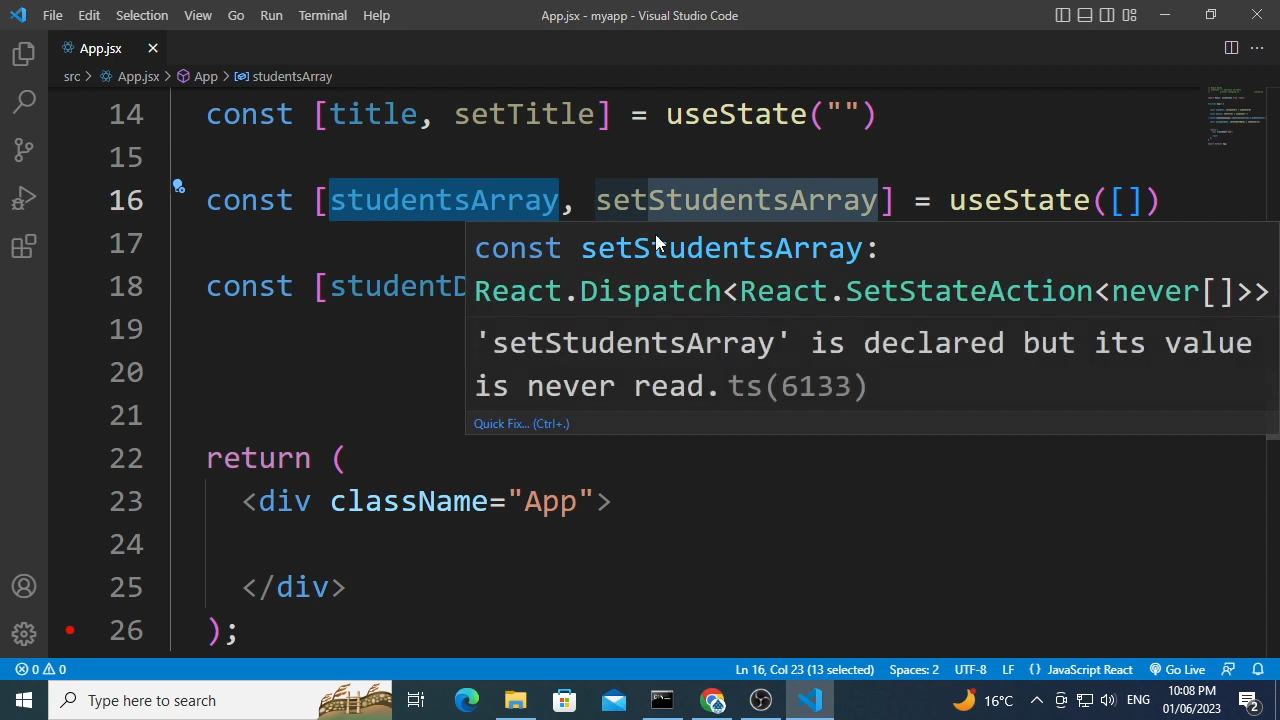 File Edit Selection View Go Run Terminal Help
App.jsx - myapp - Visual Studio Code
App.jsx
src > App.jsx > App > studentsArray
14 const [title, setTitle] = useState("")
15
16 const [studentsArray, setStudentsArray] = useState([])
17
const setStudentsArray:
18 const [studentD
React.Dispatch<React.SetStateAction<never[]>>
19
'setStudentsArray' is declared but its value
20
is never read. ts(6133)
21
Quick Fix... (Ctrl+.)
22 return (
23 <div className="App">
24
25 </div>
26 );
0 0 Ln 16, Col 23 (13 selected) Spaces: 2 UTF-8 LF {} JavaScript React Go Live
Type here to search 16°C ENG 10:08 PM
01/06/2023 2